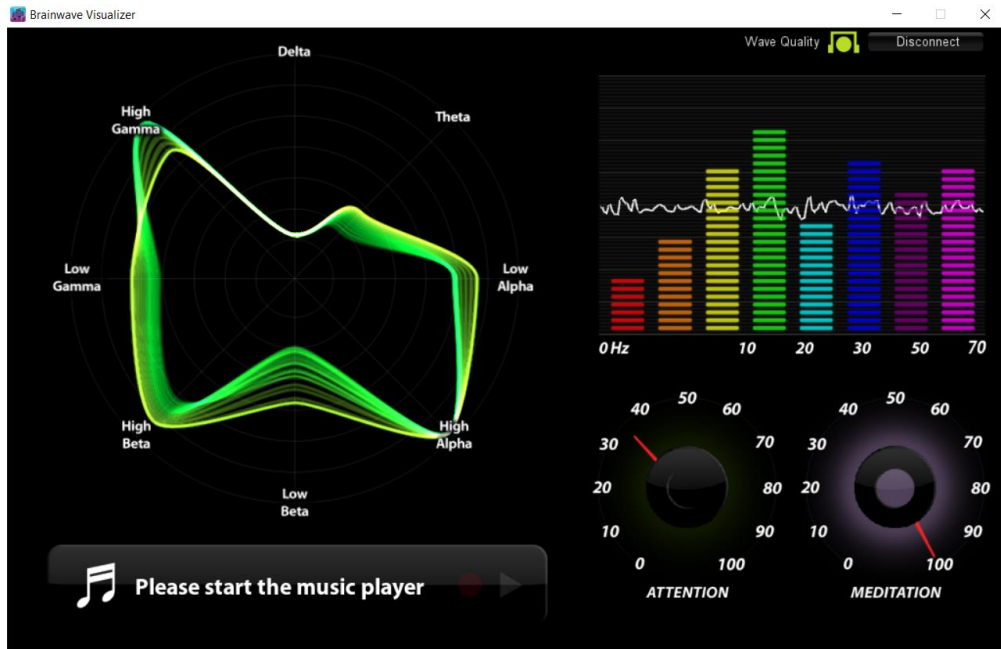 Brainwave Visualizer
Wave Quality
Disconnect
Delta
Theta
High
Gamma
Low
Gamma
Low
Alpha
High
Beta
High
Alpha
Low
Beta
0 Hz 10 20 30 50 70
50
40 60
30 70
20 80
10 90
0 100
ATTENTION
50
40 60
30 70
20 80
10 90
0 100
MEDITATION
Please start the music player